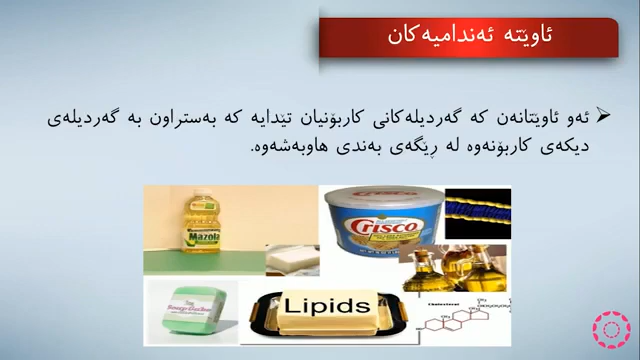 ئاوێتە ئەندامیەکان
ئەو ئاوێتانەن کە گەردیلەکانی کاربۆنیان تێدایە کە بەستراون بە گەردیلەی
دیکەی کاربۆنەوە لە ڕێگەی بەندی هاوبەشەوە.
Mazola
Crisco
Lipids
Cholesterol